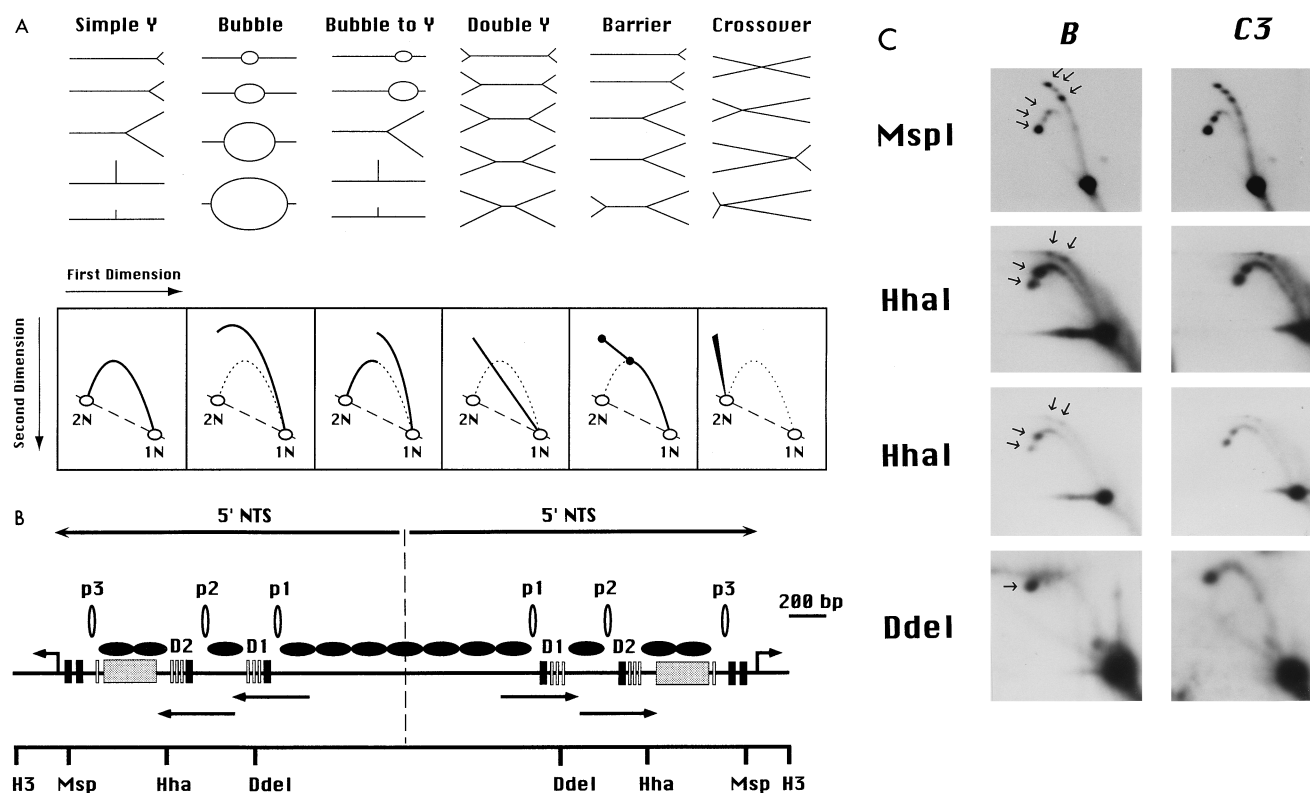 A
Simple Y Bubble Bubble to Y Double Y Barrier Crossover
First Dimension
Second Dimension
2N 1N 2N 1N 2N 1N 2N 1N 2N 1N 2N 1N
B
5' NTS 5' NTS
p3 p2 p1 p1 p2 p3
200 bp
D2 D1 D1 D2
H3 Msp Hha DdeI DdeI Hha Msp H3
C
B C3
MspI
HhaI
HhaI
DdeI